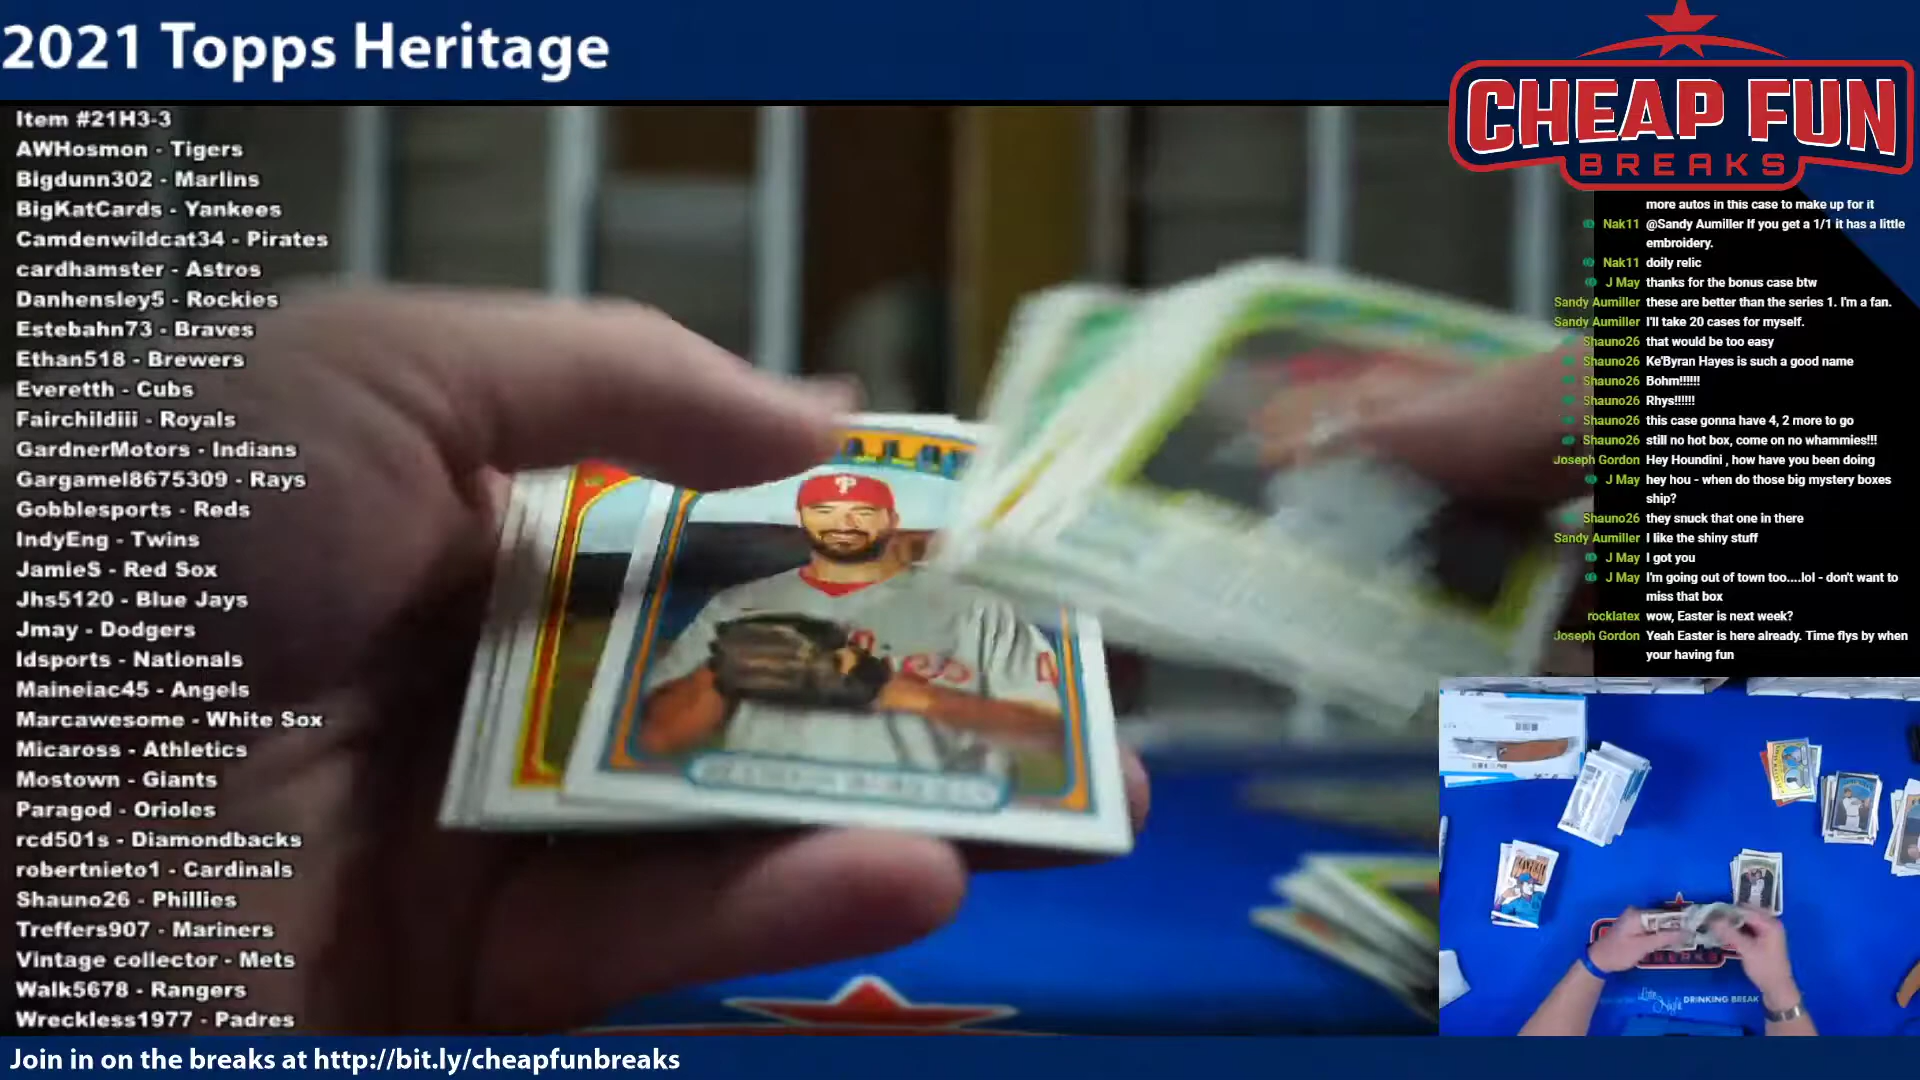 2021 Topps Heritage
CHEAP FUN
BREAKS
Item #21H3-3
AWHosmon - Tigers
Bigdunn302 - Marlins
BigKatCards - Yankees
Camdenwildcat34 - Pirates
cardhamster - Astros
Danhensley5 - Rockies
Estebahn73 - Braves
Ethan518 - Brewers
Everetth - Cubs
Fairchildiii - Royals
GardnerMotors - Indians
Gargamel8675309 - Rays
Gobblesports - Reds
IndyEng - Twins
JamieS - Red Sox
Jhs5120 - Blue Jays
Jmay - Dodgers
ldsports - Nationals
Maineiac45 - Angels
Marcawesome - White Sox
Micaross - Athletics
Mostown - Giants
Paragod - Orioles
rcd501s - Diamondbacks
robertnieto1 - Cardinals
Shauno26 - Phillies
Treffers907 - Mariners
Vintage collector - Mets
Walk5678 - Rangers
Wreckless1977 - Padres
more autos in this case to make up for it
Nak11 @Sandy Aumiller If you get a 1/1 it has a little
embroidery.
Nak11 doily relic
J May thanks for the bonus case btw
Sandy Aumiller these are better than the series 1. I'm a fan.
Sandy Aumiller I'll take 20 cases for myself.
Shauno26 that would be too easy
Shauno26 Ke'Byran Hayes is such a good name
Shauno26 Bohm!!!!!!
Shauno26 Rhys!!!!!!
Shauno26 this case gonna have 4, 2 more to go
Shauno26 still no hot box, come on no whammies!!!
Joseph Gordon Hey Houndini , how have you been doing
J May hey hou - when do those big mystery boxes
ship?
Shauno26 they snuck that one in there
Sandy Aumiller I like the shiny stuff
J May I got you
J May I'm going out of town too....lol - don't want to
miss that box
rocklatex wow, Easter is next week?
Joseph Gordon Yeah Easter is here already. Time flys by when
your having fun
Late Night DRINKING BREAK
Join in on the breaks at http://bit.ly/cheapfunbreaks